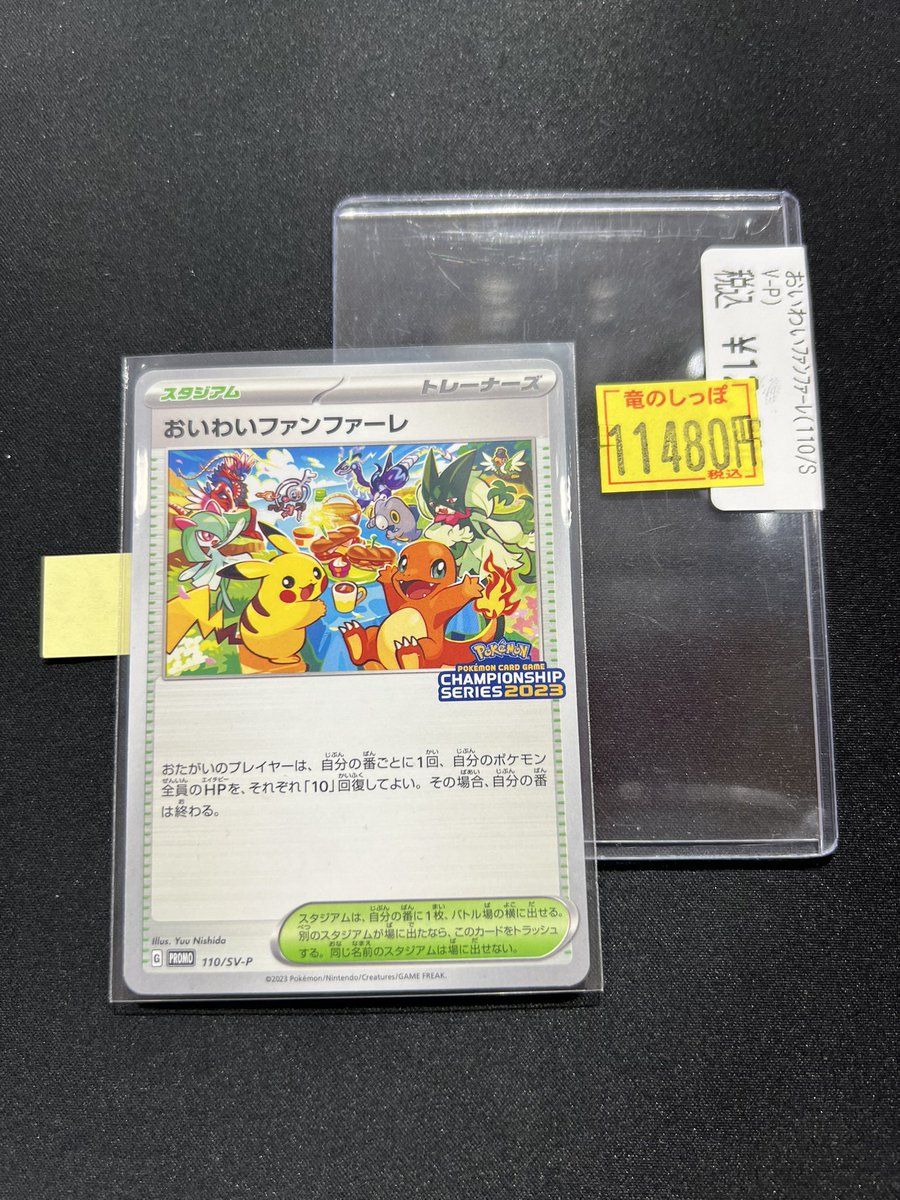 スタジアム
トレーナーズ
おいわいファンファーレ
Pokémon
POKÉMON CARD GAME
CHAMPIONSHIP
SERIES 2023
おたがいのプレイヤーは、自分の番ごとに1回、自分のポケモン
全員のHPを、それぞれ「10」回復してよい。その場合、自分の番
は終わる。
スタジアムは、自分の番に1枚、バトル場の横に出せる。
別のスタジアムが場に出たなら、このカードをトラッシュ
する。同じ名前のスタジアムは場に出せない。
Illus. Yuu Nishida
G PROMO 110/SV-P
©2023 Pokémon/Nintendo/Creatures/GAME FREAK.
おいわいファンファーレ(110/S
V-P)
税込 ¥1
竜のしっぽ
11480円
税込